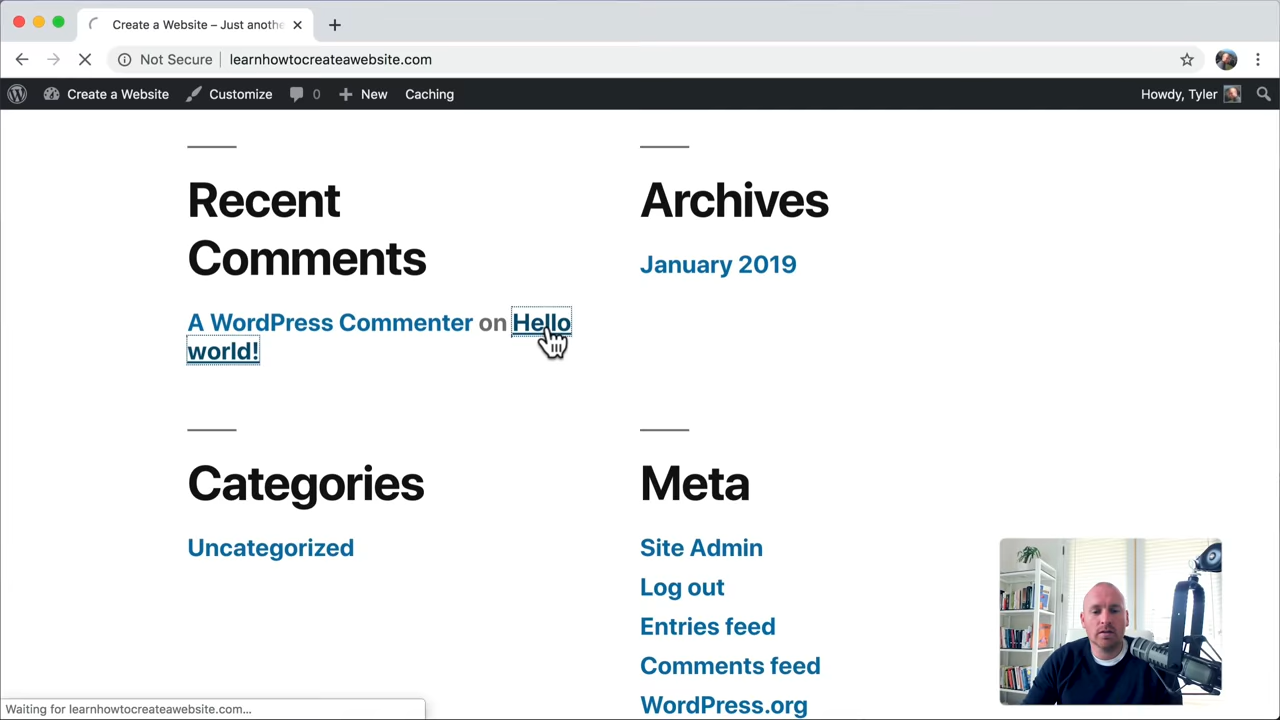 Create a Website – Just anothe
Not Secure learnhowtocreateawebsite.com
Create a Website Customize 0 New Caching Howdy, Tyler
Recent
Comments
A WordPress Commenter on Hello
world!
Archives
January 2019
Categories
Uncategorized
Meta
Site Admin
Log out
Entries feed
Comments feed
WordPress.org
Waiting for learnhowtocreateawebsite.com...